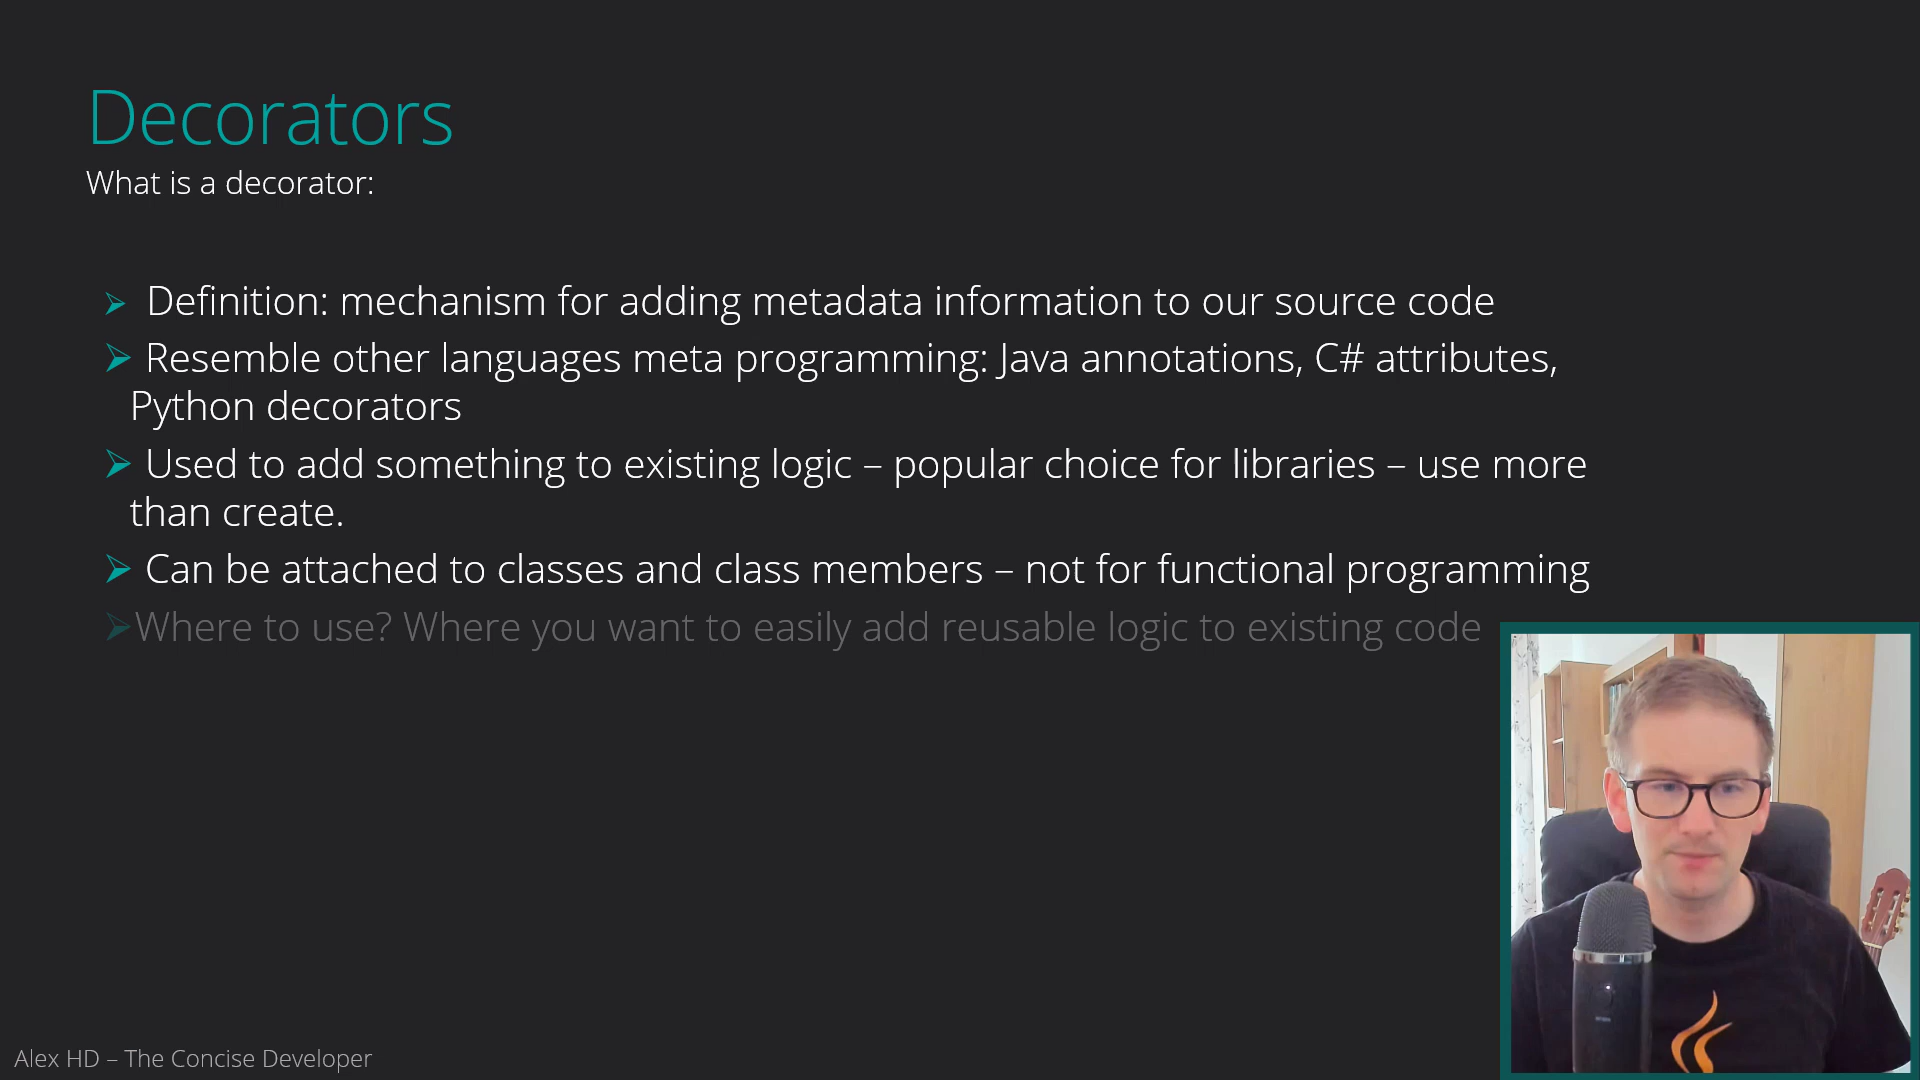 Decorators
What is a decorator:
➢ Definition: mechanism for adding metadata information to our source code
➢ Resemble other languages meta programming: Java annotations, C# attributes,
Python decorators
➢ Used to add something to existing logic – popular choice for libraries – use more
than create.
➢ Can be attached to classes and class members – not for functional programming
➢Where to use? Where you want to easily add reusable logic to existing code
Alex HD – The Concise Developer